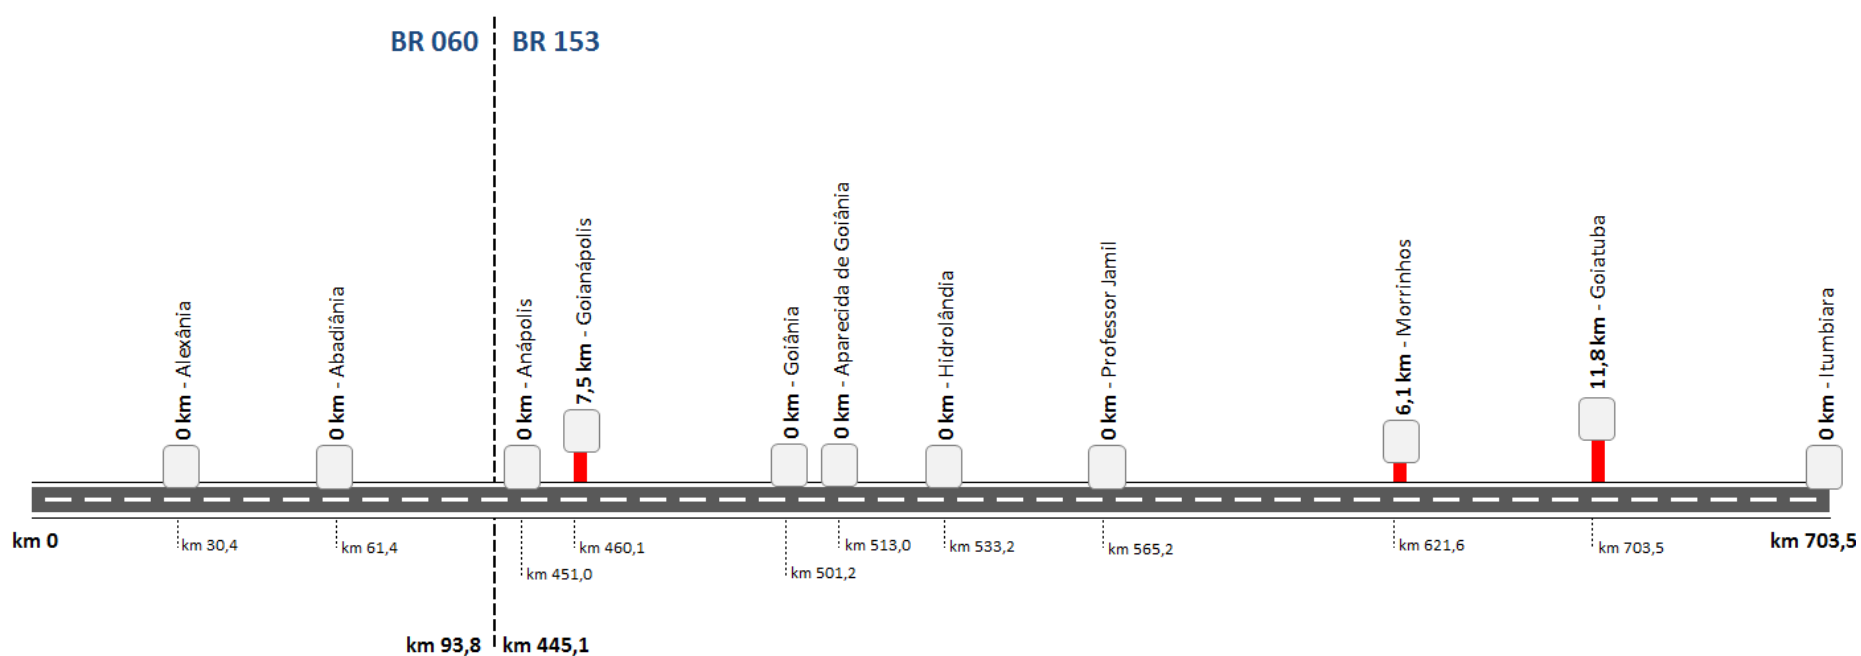 BR 060
BR 153
0 km - Alexânia
0 km - Abadiânia
0 km - Anápolis
7,5 km - Goianápolis
0 km - Goiânia
0 km - Aparecida de Goiânia
0 km - Hidrolândia
0 km - Professor Jamil
6,1 km - Morrinhos
11,8 km - Goiatuba
0 km - Itumbiara
km 0
km 30,4
km 61,4
km 451,0
km 460,1
km 501,2
km 513,0
km 533,2
km 565,2
km 621,6
km 703,5
km 703,5
km 93,8
km 445,1